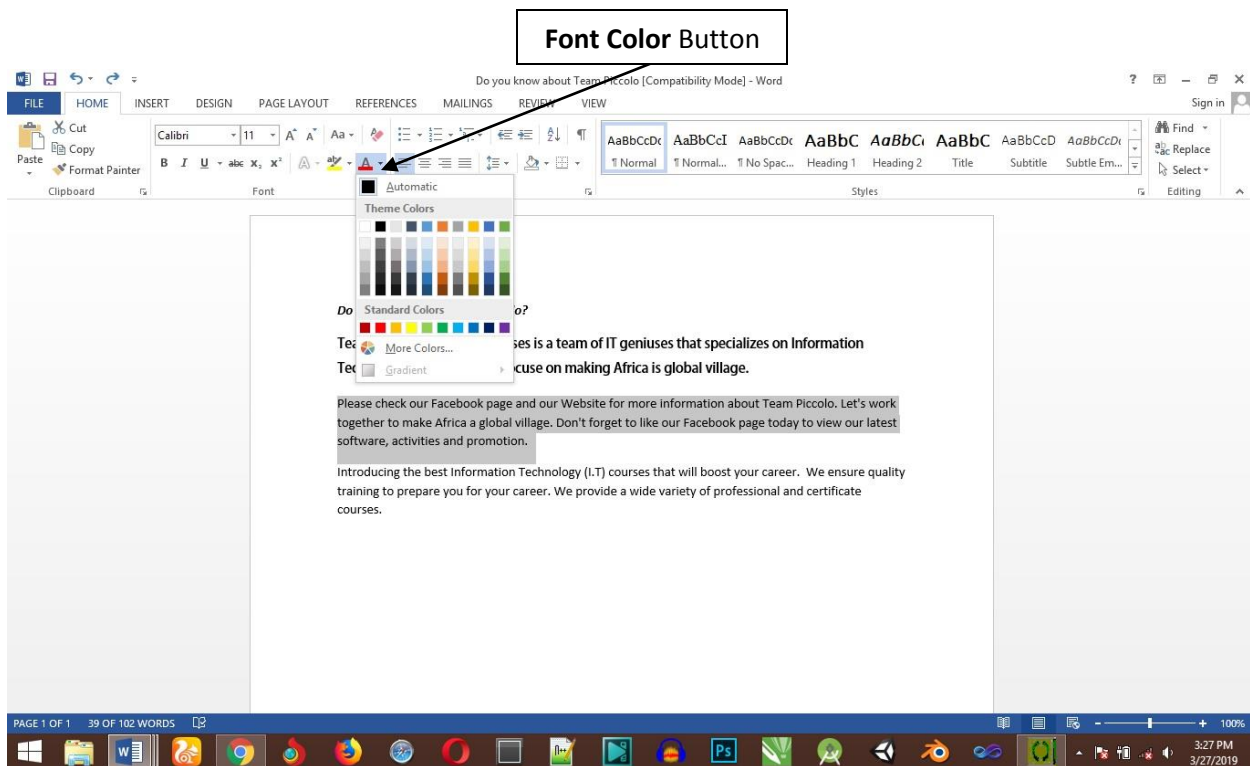 Font Color Button
Do you know about Team Piccolo [Compatibility Mode] - Word
?
FILE HOME INSERT DESIGN PAGE LAYOUT REFERENCES MAILINGS REVIEW VIEW Sign in
Cut
Copy
Format Painter
Paste
Calibri 11 A A Aa
B I U abc x₂ x² A aby A
AaBbCcDc AaBbCcI AaBbCcDc AaBbC AaBbCc AaBbC AaBbCcD AaBbCcDc
¶ Normal ¶ Normal... ¶ No Spac... Heading 1 Heading 2 Title Subtitle Subtle Em...
Find
Replace
Select
Clipboard Font Styles Editing
Automatic
Theme Colors
Standard Colors
More Colors...
Gradient
Do o?
Tea ses is a team of IT geniuses that specializes on Information
Tec ocuse on making Africa is global village.
Please check our Facebook page and our Website for more information about Team Piccolo. Let's work
together to make Africa a global village. Don't forget to like our Facebook page today to view our latest
software, activities and promotion.
Introducing the best Information Technology (I.T) courses that will boost your career. We ensure quality
training to prepare you for your career. We provide a wide variety of professional and certificate
courses.
PAGE 1 OF 1 39 OF 102 WORDS 100%
Ps
3:27 PM
3/27/2019